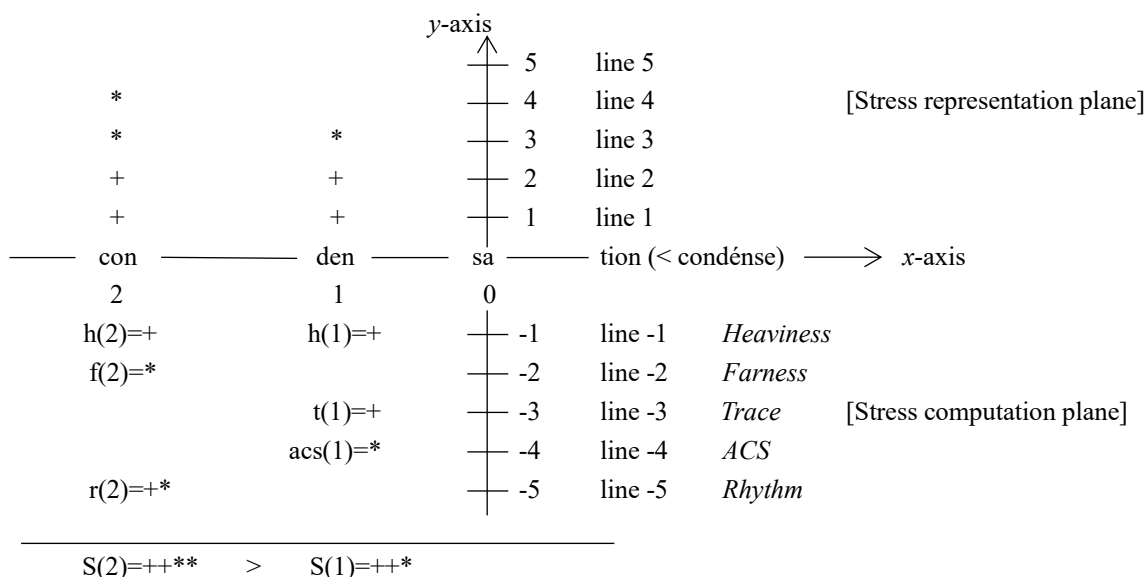 y-axis
5 line 5
* 4 line 4 [Stress representation plane]
* * 3 line 3
+ + 2 line 2
+ + 1 line 1
con den sa tion (< condénse) x-axis
2 1 0
h(2)=+ h(1)=+ -1 line -1 Heaviness
f(2)=* -2 line -2 Farness
t(1)=+ -3 line -3 Trace [Stress computation plane]
acs(1)=* -4 line -4 ACS
r(2)=+* -5 line -5 Rhythm
S(2)=++** > S(1)=++*